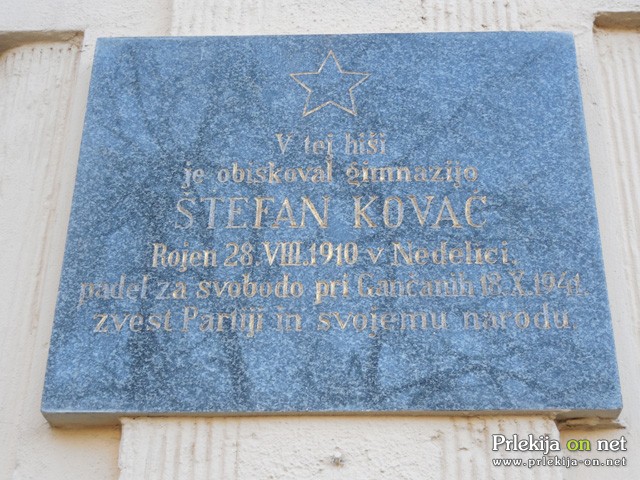 V tej hiši
je obiskoval gimnazijo
ŠTEFAN KOVAČ
Rojen 28. VIII. 1910 v Nedelici,
padel za svobodo pri Gančanih 18. X. 1941.
zvest Partiji in svojemu narodu.
Prlekija on net
www.prlekija-on.net